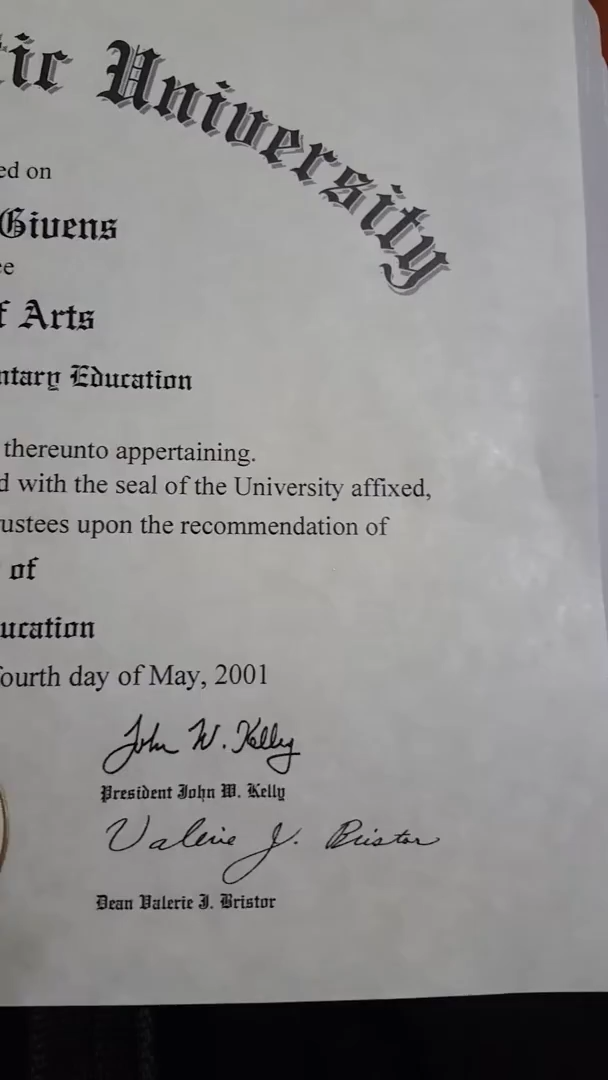 ic University
ed on
Givens
ee
f Arts
ntary Education
thereunto appertaining.
d with the seal of the University affixed,
ustees upon the recommendation of
of
ucation
ourth day of May, 2001
John W. Kelly
President John W. Kelly
Valerie J. Bristor
Dean Valerie J. Bristor